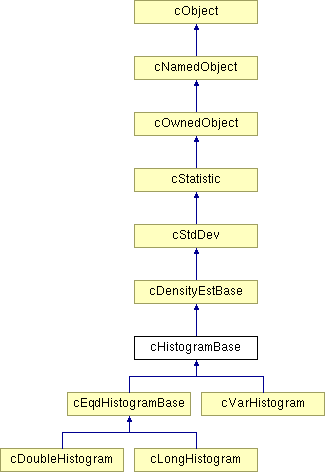 cObject
cNamedObject
cOwnedObject
cStatistic
cStdDev
cDensityEstBase
cHistogramBase
cEqdHistogramBase
cVarHistogram
cDoubleHistogram
cLongHistogram